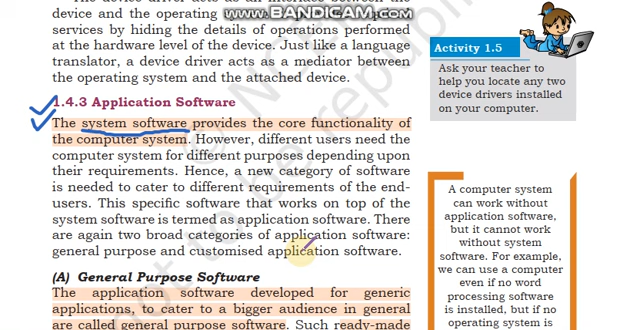 The device driver acts as an interface between the
device and the operating
www.BANDICAM.com
services by hiding the details of operations performed
at the hardware level of the device. Just like a language
translator, a device driver acts as a mediator between
the operating system and the attached device.
1.4.3 Application Software
The system software provides the core functionality of
the computer system. However, different users need the
computer system for different purposes depending upon
their requirements. Hence, a new category of software
is needed to cater to different requirements of the end-
users. This specific software that works on top of the
system software is termed as application software. There
are again two broad categories of application software:
general purpose and customised application software.
(A) General Purpose Software
The application software developed for generic
applications, to cater to a bigger audience in general
are called general purpose software. Such ready-made
Activity 1.5
Ask your teacher to
help you locate any two
device drivers installed
on your computer.
A computer system
can work without
application software,
but it cannot work
without system
software. For example,
we can use a computer
even if no word
processing software
is installed, but if no
operating system is